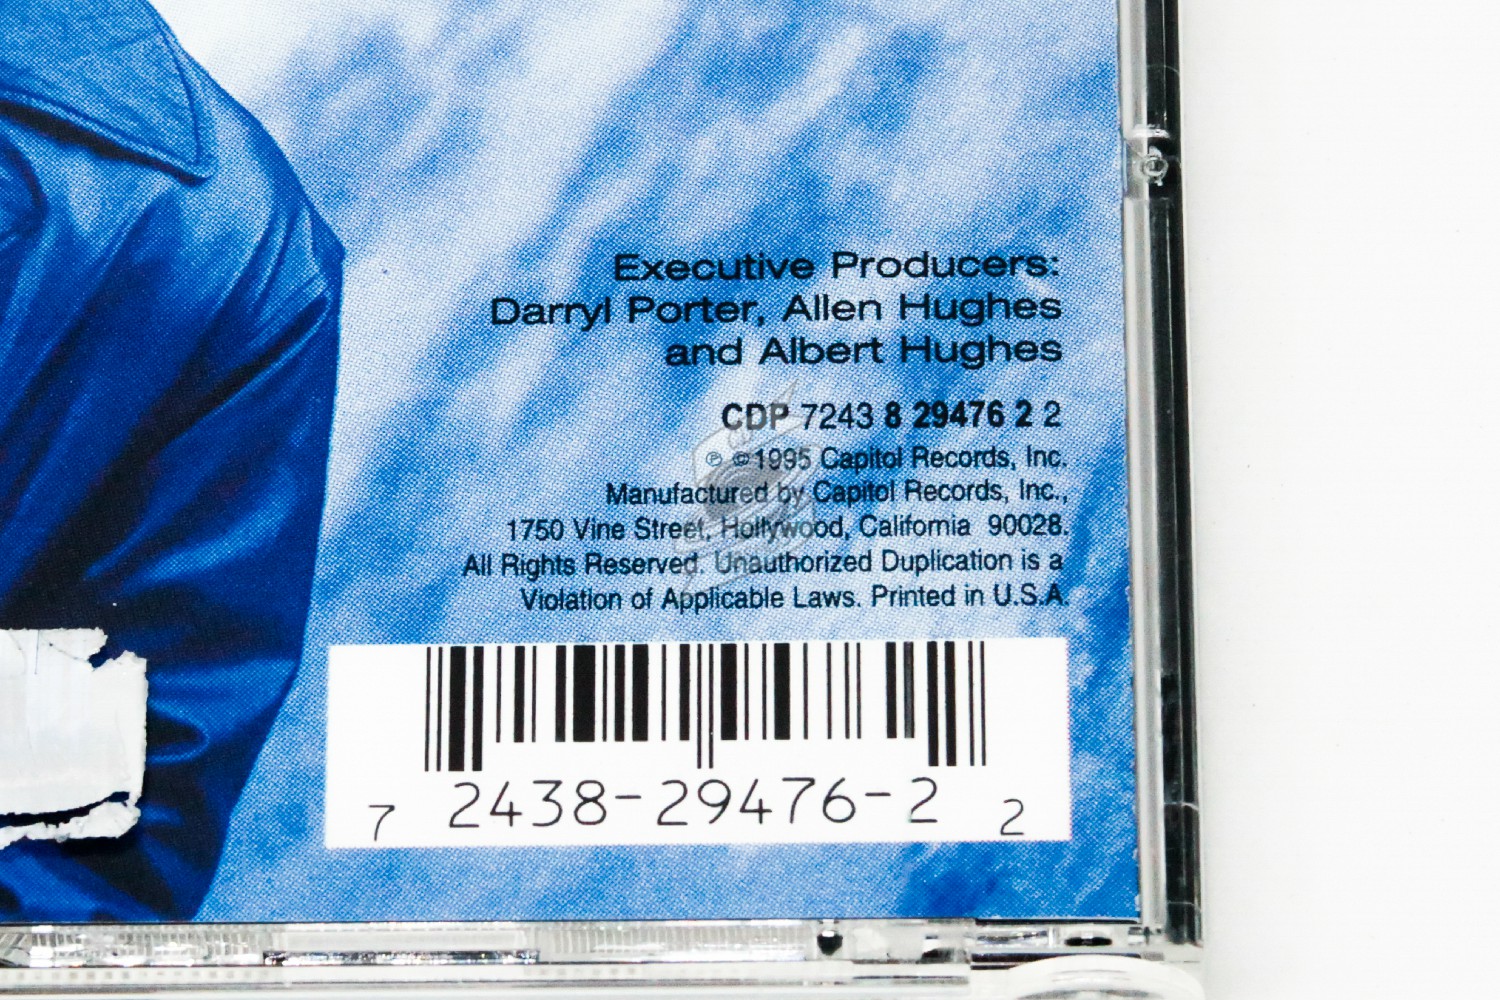 Executive Producers:
Darryl Porter, Allen Hughes
and Albert Hughes
CDP 7243 8 29476 2 2
℗ ©1995 Capitol Records, Inc.
Manufactured by Capitol Records, Inc.,
1750 Vine Street, Hollywood, California 90028.
All Rights Reserved. Unauthorized Duplication is a
Violation of Applicable Laws. Printed in U.S.A.
7 2438-29476-2 2